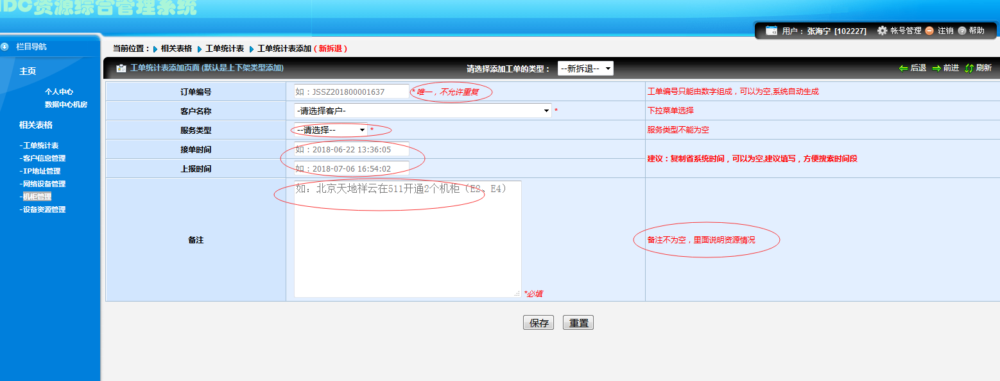 IDC资源综合管理系统
用户：张海宁 [102227] 帐号管理 注销 帮助
栏目导航
当前位置： 相关表格 工单统计表 工单统计表添加（新拆退）
工单统计表添加页面 (默认是上下架类型添加) 请选择添加工单的类型： --新拆退-- 后退 前进 刷新
主页
个人中心
数据中心机房
相关表格
-工单统计表
-客户信息管理
-IP地址管理
-网络设备管理
-机柜管理
-设备资源管理
订单编号 如：JSSZ201800001637 *唯一，不允许重复 工单编号只能由数字组成，可以为空,系统自动生成
客户名称 -请选择客户- * 下拉菜单选择
服务类型 --请选择-- * 服务类型不能为空
接单时间 如：2018-06-22 13:36:05
建议：复制省系统时间，可以为空,建议填写，方便搜索时间段
上报时间 如：2018-07-06 16:54:02
如：北京天地祥云在511开通2个机柜（E2、E4）
备注 备注不为空，里面说明资源情况
*必填
保存 重置